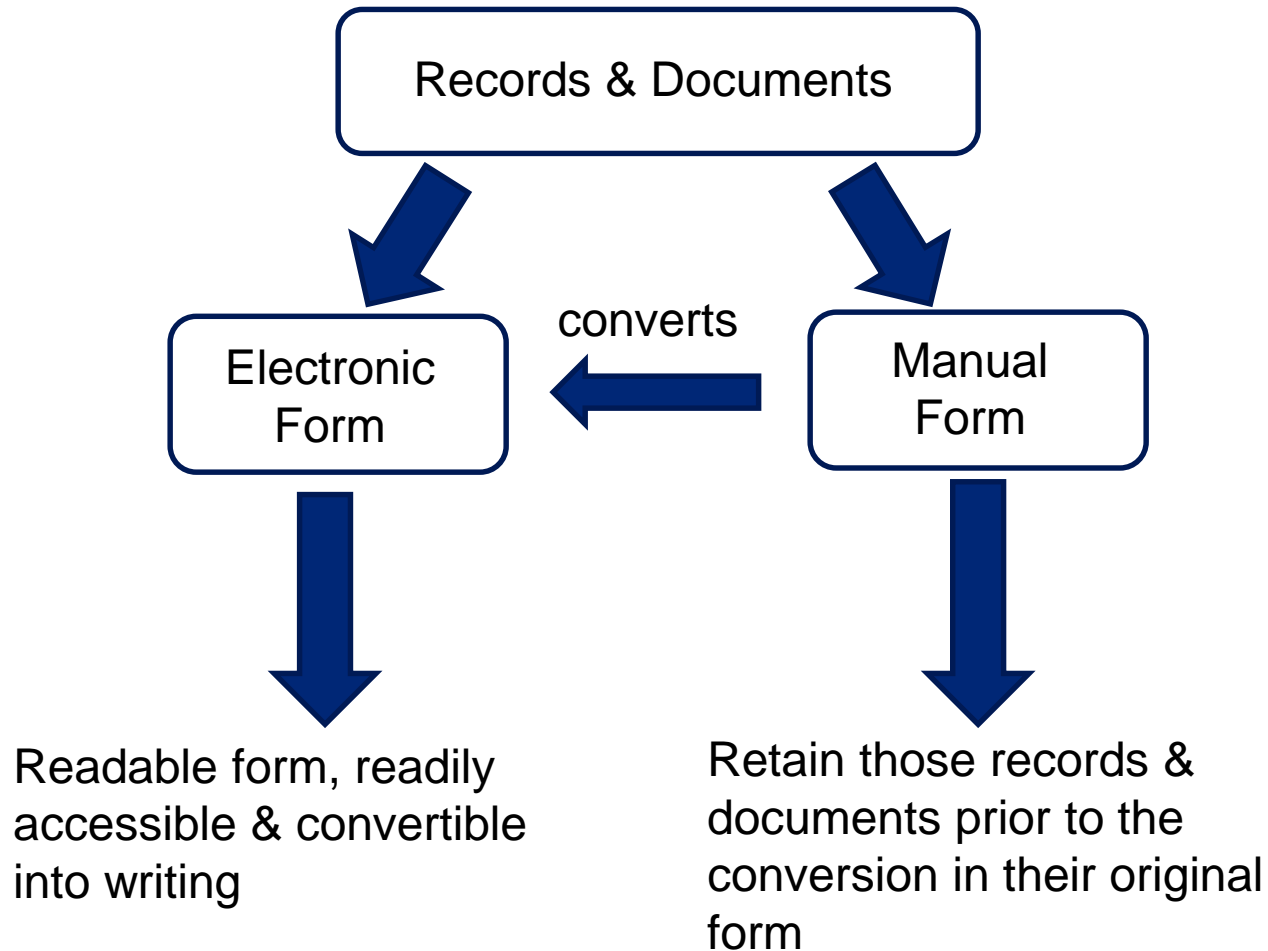 Records & Documents
converts
Electronic
Form
Manual
Form
Readable form, readily
accessible & convertible
into writing
Retain those records &
documents prior to the
conversion in their original
form